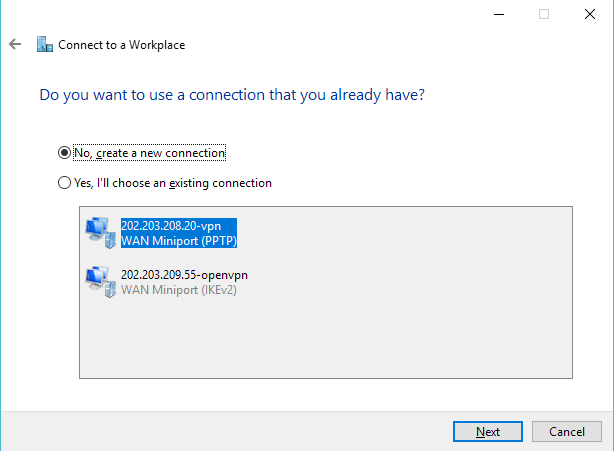 Connect to a Workplace
Do you want to use a connection that you already have?
No, create a new connection
Yes, I'll choose an existing connection
202.203.208.20-vpn
WAN Miniport (PPTP)
202.203.209.55-openvpn
WAN Miniport (IKEv2)
Next
Cancel